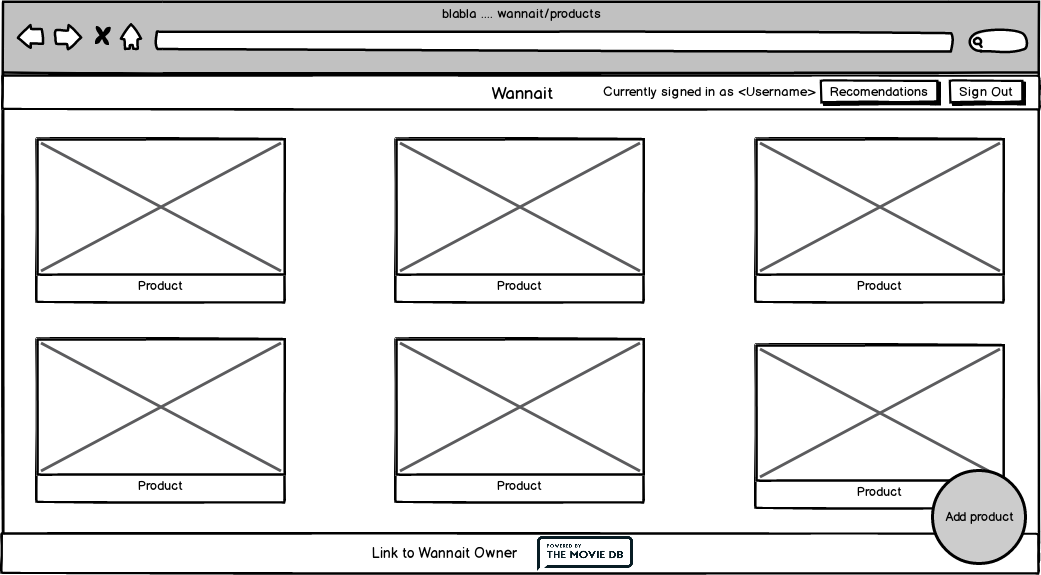 blabla .... wannait/products
Wannait
Currently signed in as <Username>
Recomendations
Sign Out
Product
Product
Product
Product
Product
Product
Add product
Link to Wannait Owner
POWERED BY
THE MOVIE DB